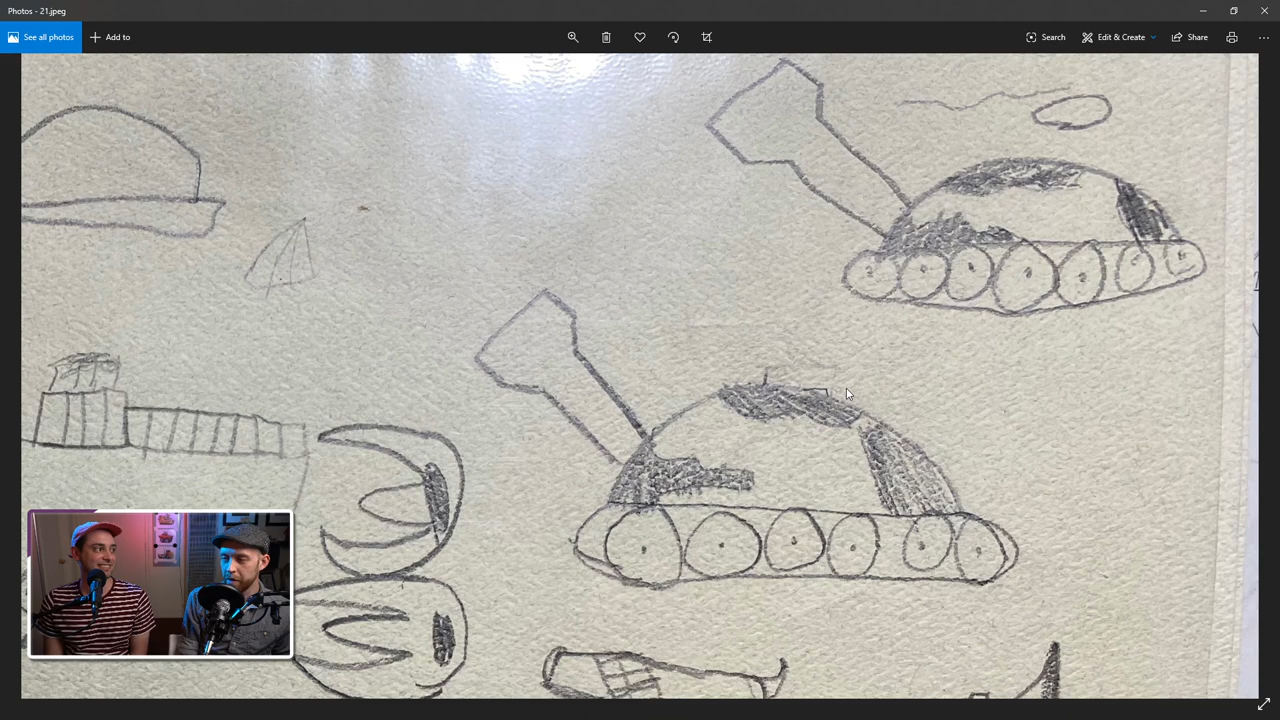 Photos - 21.jpeg
See all photos
Add to
Search
Edit & Create
Share